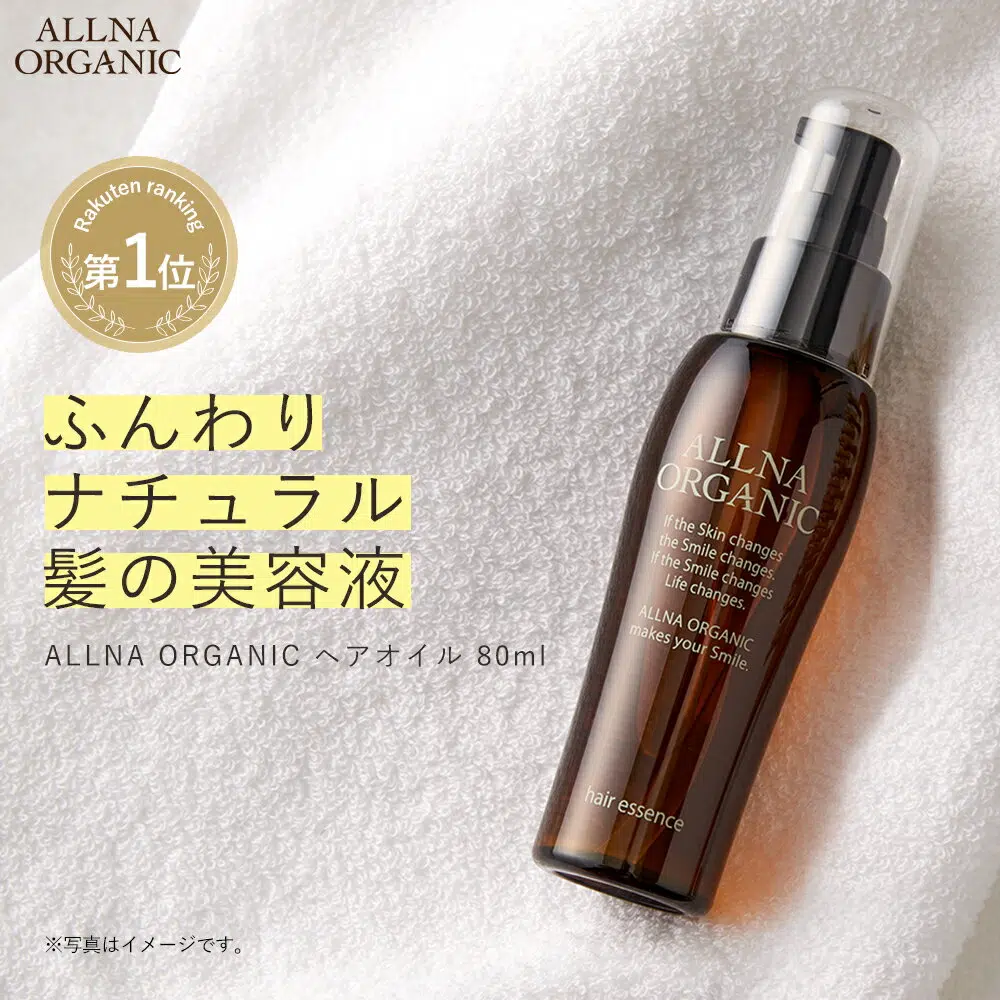 ALLNA
ORGANIC
Rakuten ranking
第1位
ふんわり
ナチュラル
髪の美容液
ALLNA ORGANIC ヘアオイル 80ml
※写真はイメージです。
ALLNA
ORGANIC
If the Skin changes
the Smile changes.
If the Smile changes
Life changes.
ALLNA ORGANIC
makes your Smile.
hair essence